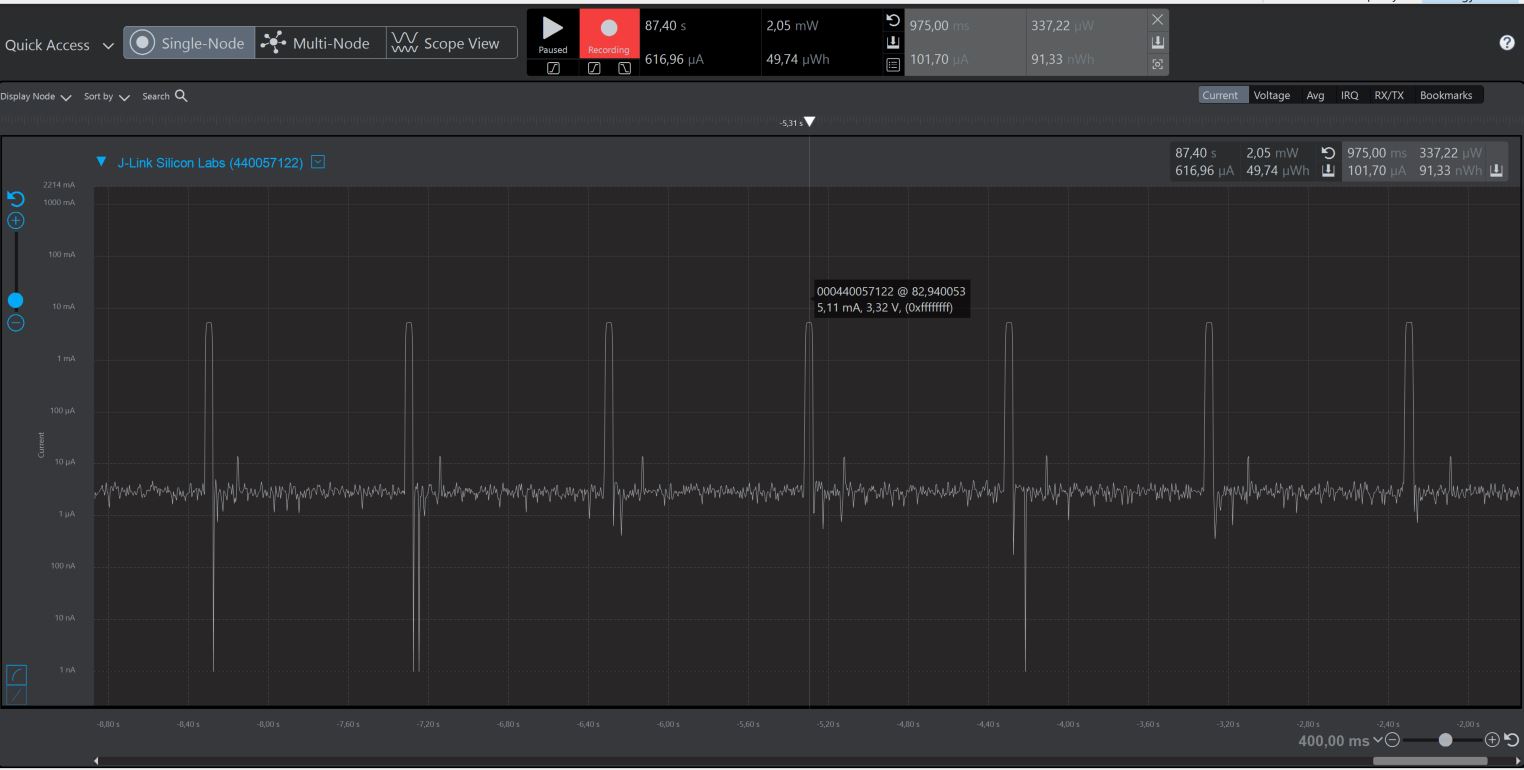 Quick Access
Single-Node
Multi-Node
Scope View
Paused
Recording
87,40 s
2,05 mW
616,96 µA
49,74 µWh
975,00 ms
337,22 µW
101,70 µA
91,33 nWh
Display Node
Sort by
Search
Current Voltage Avg IRQ RX/TX Bookmarks
-5,31 s
J-Link Silicon Labs (440057122)
87,40 s 2,05 mW 975,00 ms 337,22 µW
616,96 µA 49,74 µWh 101,70 µA 91,33 nWh
2214 mA
1000 mA
100 mA
10 mA
1 mA
100 µA
10 µA
1 µA
100 nA
10 nA
1 nA
Current
000440057122 @ 82,940053
5,11 mA, 3,32 V, (0xffffffff)
-8,80 s -8,40 s -8,00 s -7,60 s -7,20 s -6,80 s -6,40 s -6,00 s -5,60 s -5,20 s -4,80 s -4,40 s -4,00 s -3,60 s -3,20 s -2,80 s -2,40 s -2,00 s
400,00 ms